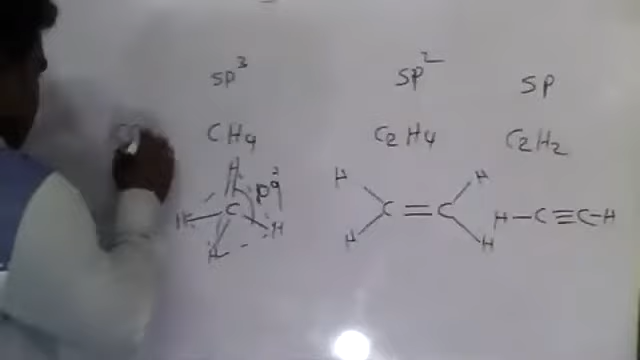 sp³ sp² sp
CH4 C2H4 C2H2
H H H
H C H C = C H–C≡C–H
H H H